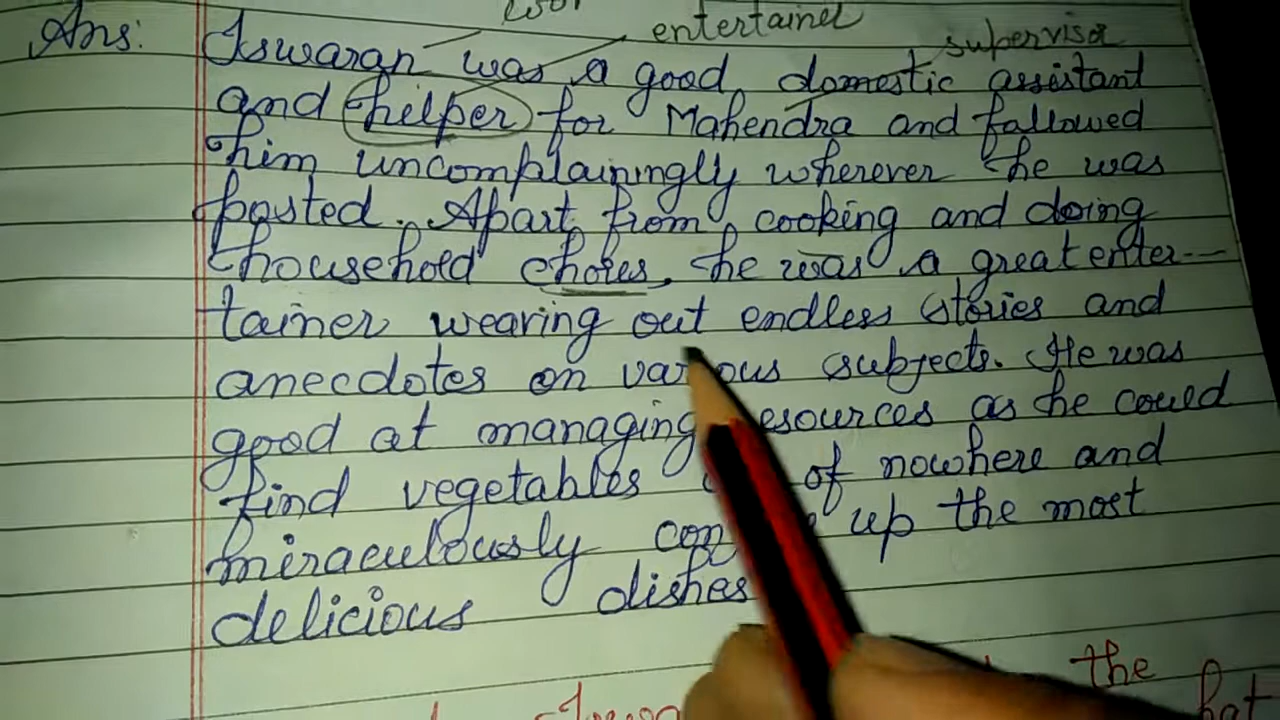 entertainer
supervisor
Ans: Iswaran was a good domestic assistant
and helper for Mahendra and fallowed
him uncomplainingly wherever he was
posted. Apart from cooking and doing
household chores, he was a great enter--
tainer wearing out endless stories and
anecdotes on various subjects. He was
good at managing resources as he could
find vegetables of nowhere and
miraculously up the most
delicious dishes
the